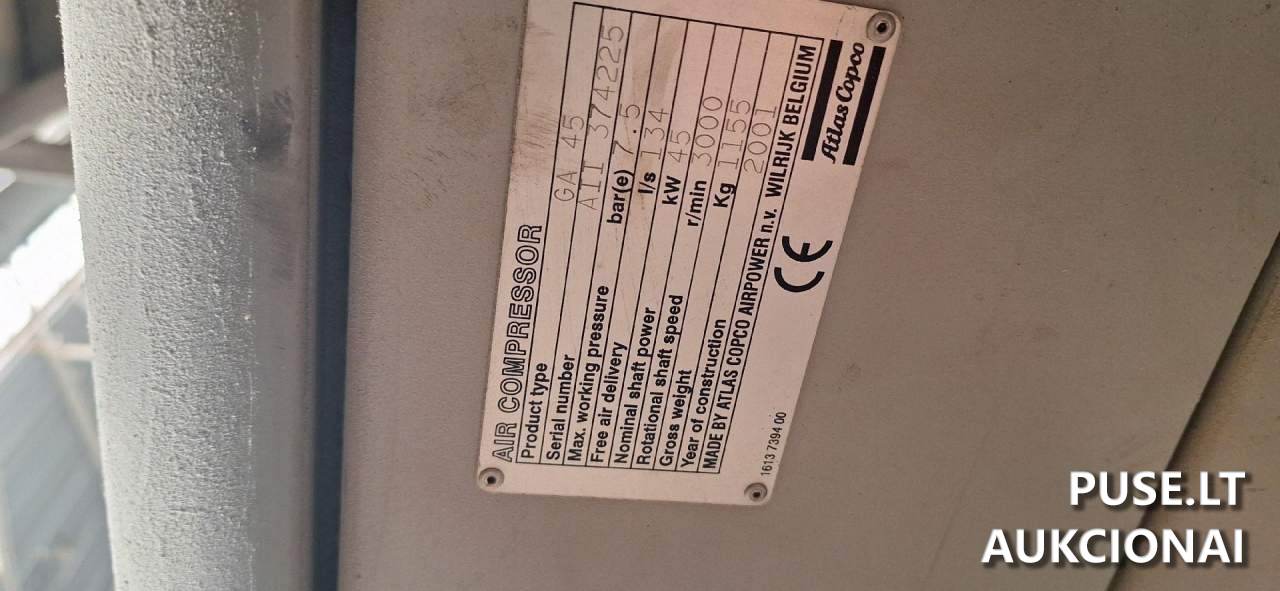 AIR COMPRESSOR
Product type GA 45
Serial number AII 374225
Max. working pressure bar(e) 7.5
Free air delivery l/s 134
Nominal shaft power kW 45
Rotational shaft speed r/min 3000
Gross weight Kg 1155
Year of construction 2001
MADE BY ATLAS COPCO AIRPOWER n.v. WILRIJK BELGIUM
1613 7394 00
CE
Atlas Copco
PUSE.LT
AUKCIONAI